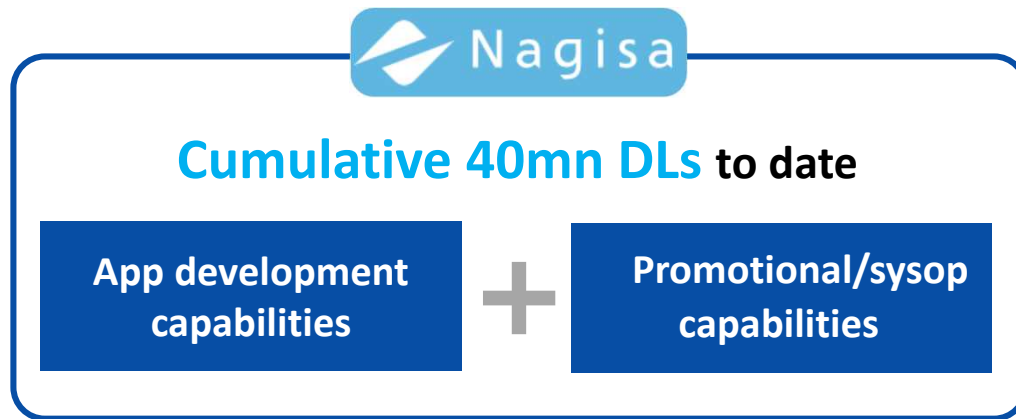 Nagisa
Cumulative 40mn DLs to date
App development
capabilities
+
Promotional/sysop
capabilities